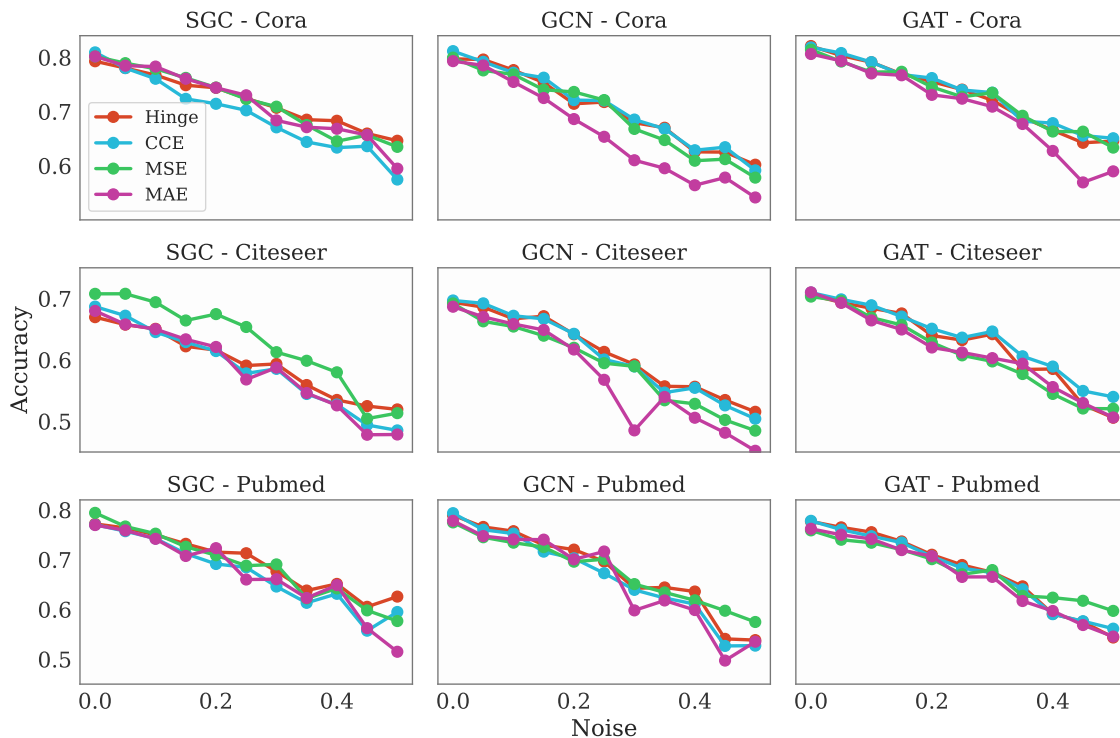 SGC - Cora
GCN - Cora
GAT - Cora
0.8
0.7
0.6
Hinge
CCE
MSE
MAE
SGC - Citeseer
GCN - Citeseer
GAT - Citeseer
0.7
0.6
0.5
Accuracy
SGC - Pubmed
GCN - Pubmed
GAT - Pubmed
0.8
0.7
0.6
0.5
0.0 0.2 0.4
0.0 0.2 0.4
0.0 0.2 0.4
Noise